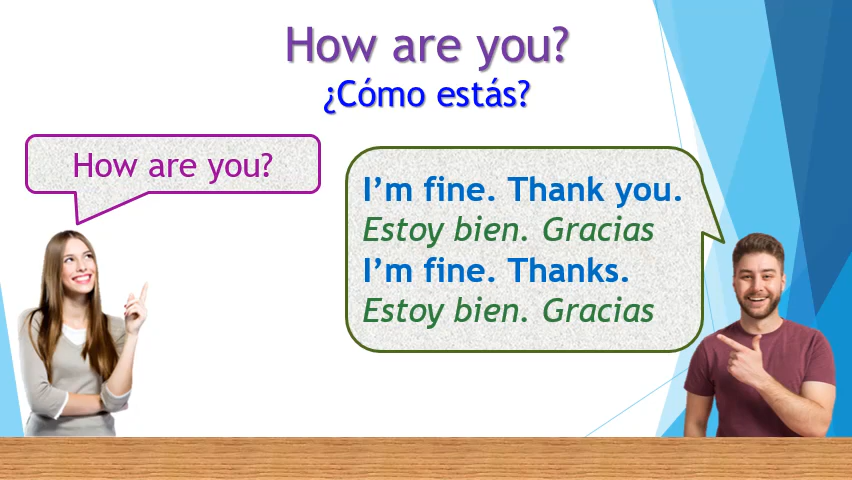 How are you?
¿Cómo estás?
How are you?
I’m fine. Thank you.
Estoy bien. Gracias
I’m fine. Thanks.
Estoy bien. Gracias